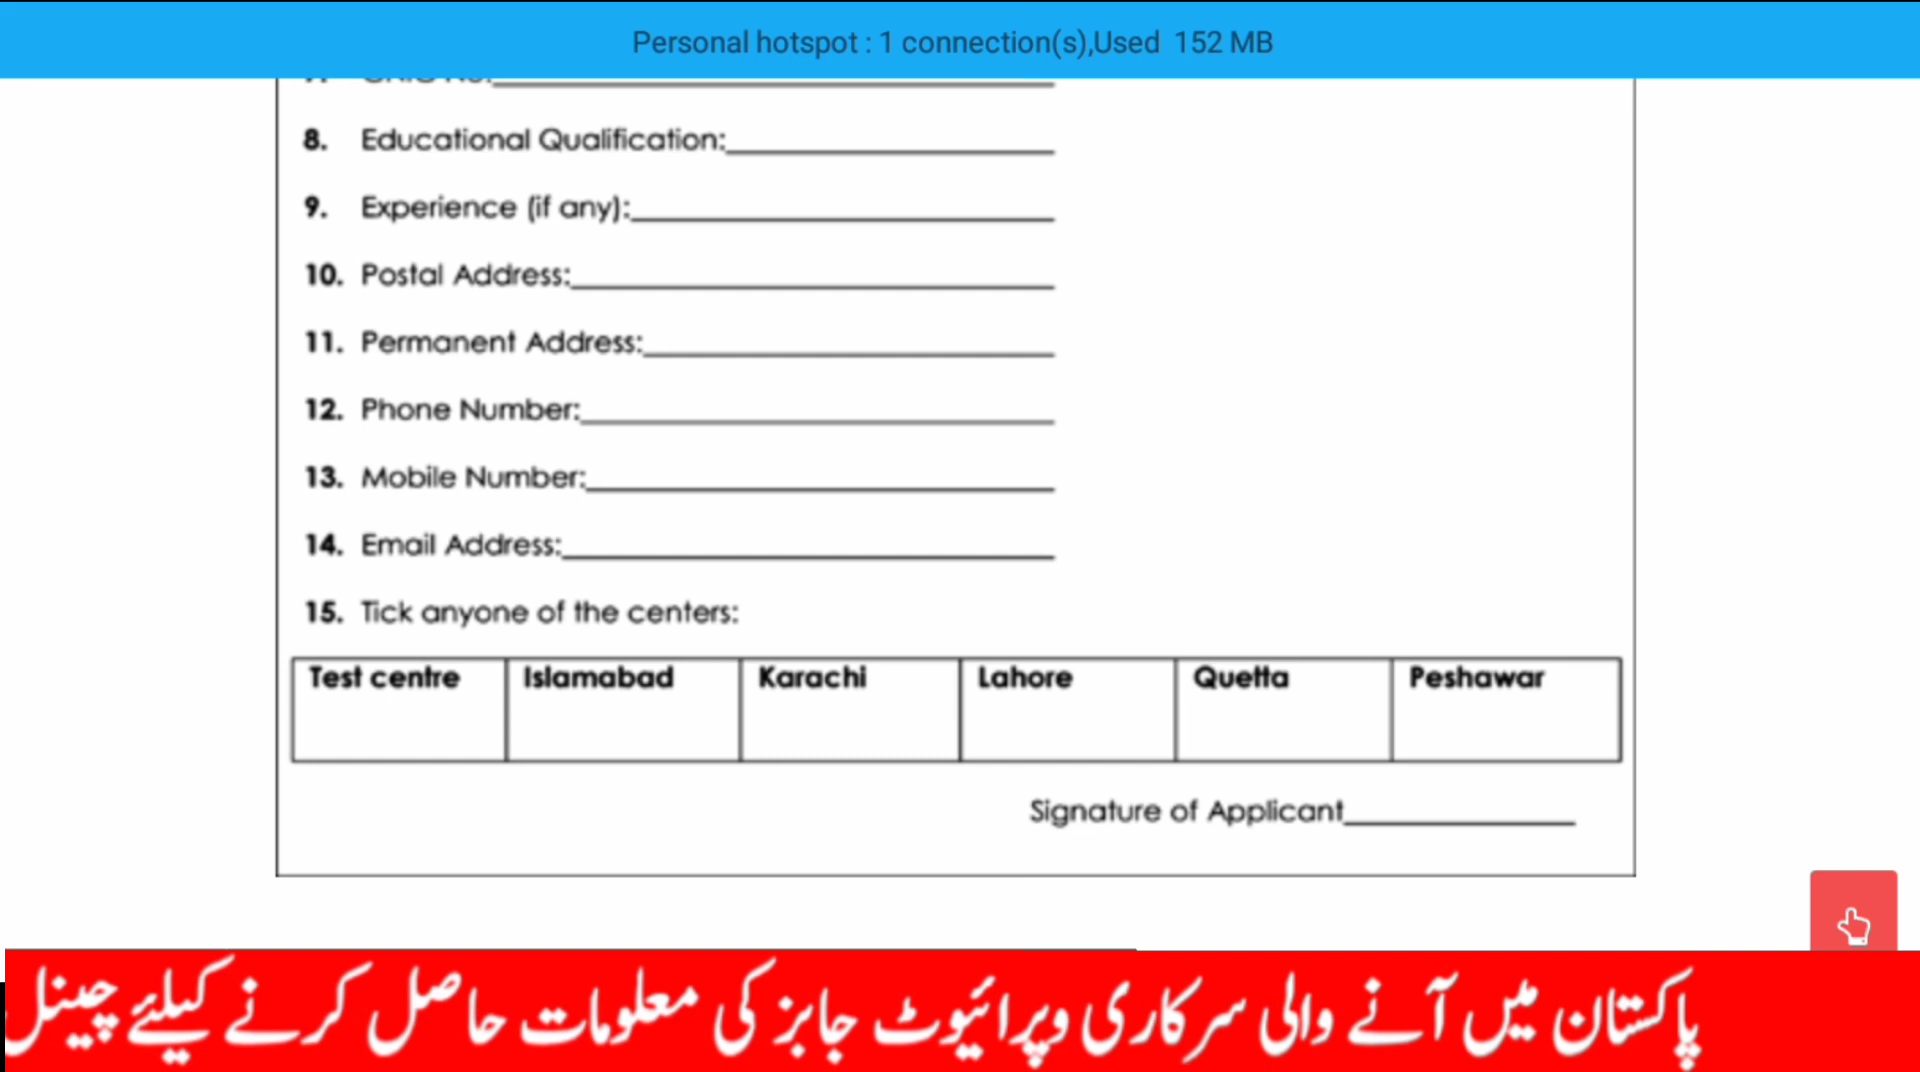 Personal hotspot : 1 connection(s),Used 152 MB
8. Educational Qualification:
9. Experience (if any):
10. Postal Address:
11. Permanent Address:
12. Phone Number:
13. Mobile Number:
14. Email Address:
15. Tick anyone of the centers:
Test centre Islamabad Karachi Lahore Quetta Peshawar
Signature of Applicant
پاکستان میں آنے والی سرکاری وپرائیوٹ جابز کی معلومات حاصل کرنے کیلئے چینل